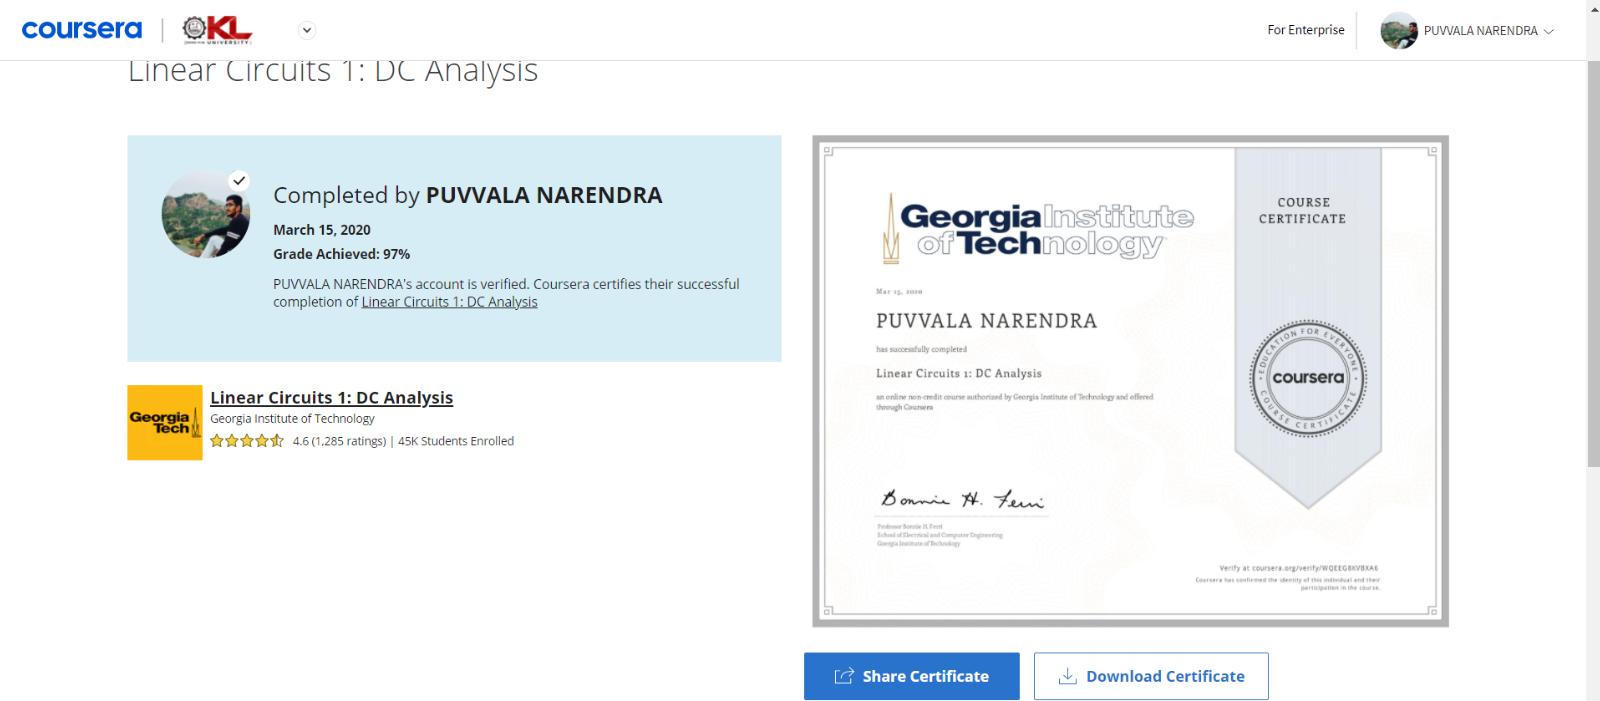 coursera
KL
UNIVERSITY
For Enterprise
PUVVALA NARENDRA
Linear Circuits 1: DC Analysis
Completed by PUVVALA NARENDRA
March 15, 2020
Grade Achieved: 97%
PUVVALA NARENDRA's account is verified. Coursera certifies their successful
completion of Linear Circuits 1: DC Analysis
Georgia
Tech
Linear Circuits 1: DC Analysis
Georgia Institute of Technology
4.6 (1,285 ratings) | 45K Students Enrolled
Georgia Institute
of Technology
Mar 15, 2020
PUVVALA NARENDRA
has successfully completed
Linear Circuits 1: DC Analysis
an online non-credit course authorized by Georgia Institute of Technology and offered
through Coursera
Bonnie H. Ferri
Professor Bonnie H. Ferri
School of Electrical and Computer Engineering
Georgia Institute of Technology
COURSE
CERTIFICATE
EDUCATION FOR EVERYONE
coursera
COURSE CERTIFICATE
Verify at coursera.org/verify/WQEEG8KVBXA6
Coursera has confirmed the identity of this individual and their
participation in the course.
Share Certificate
Download Certificate